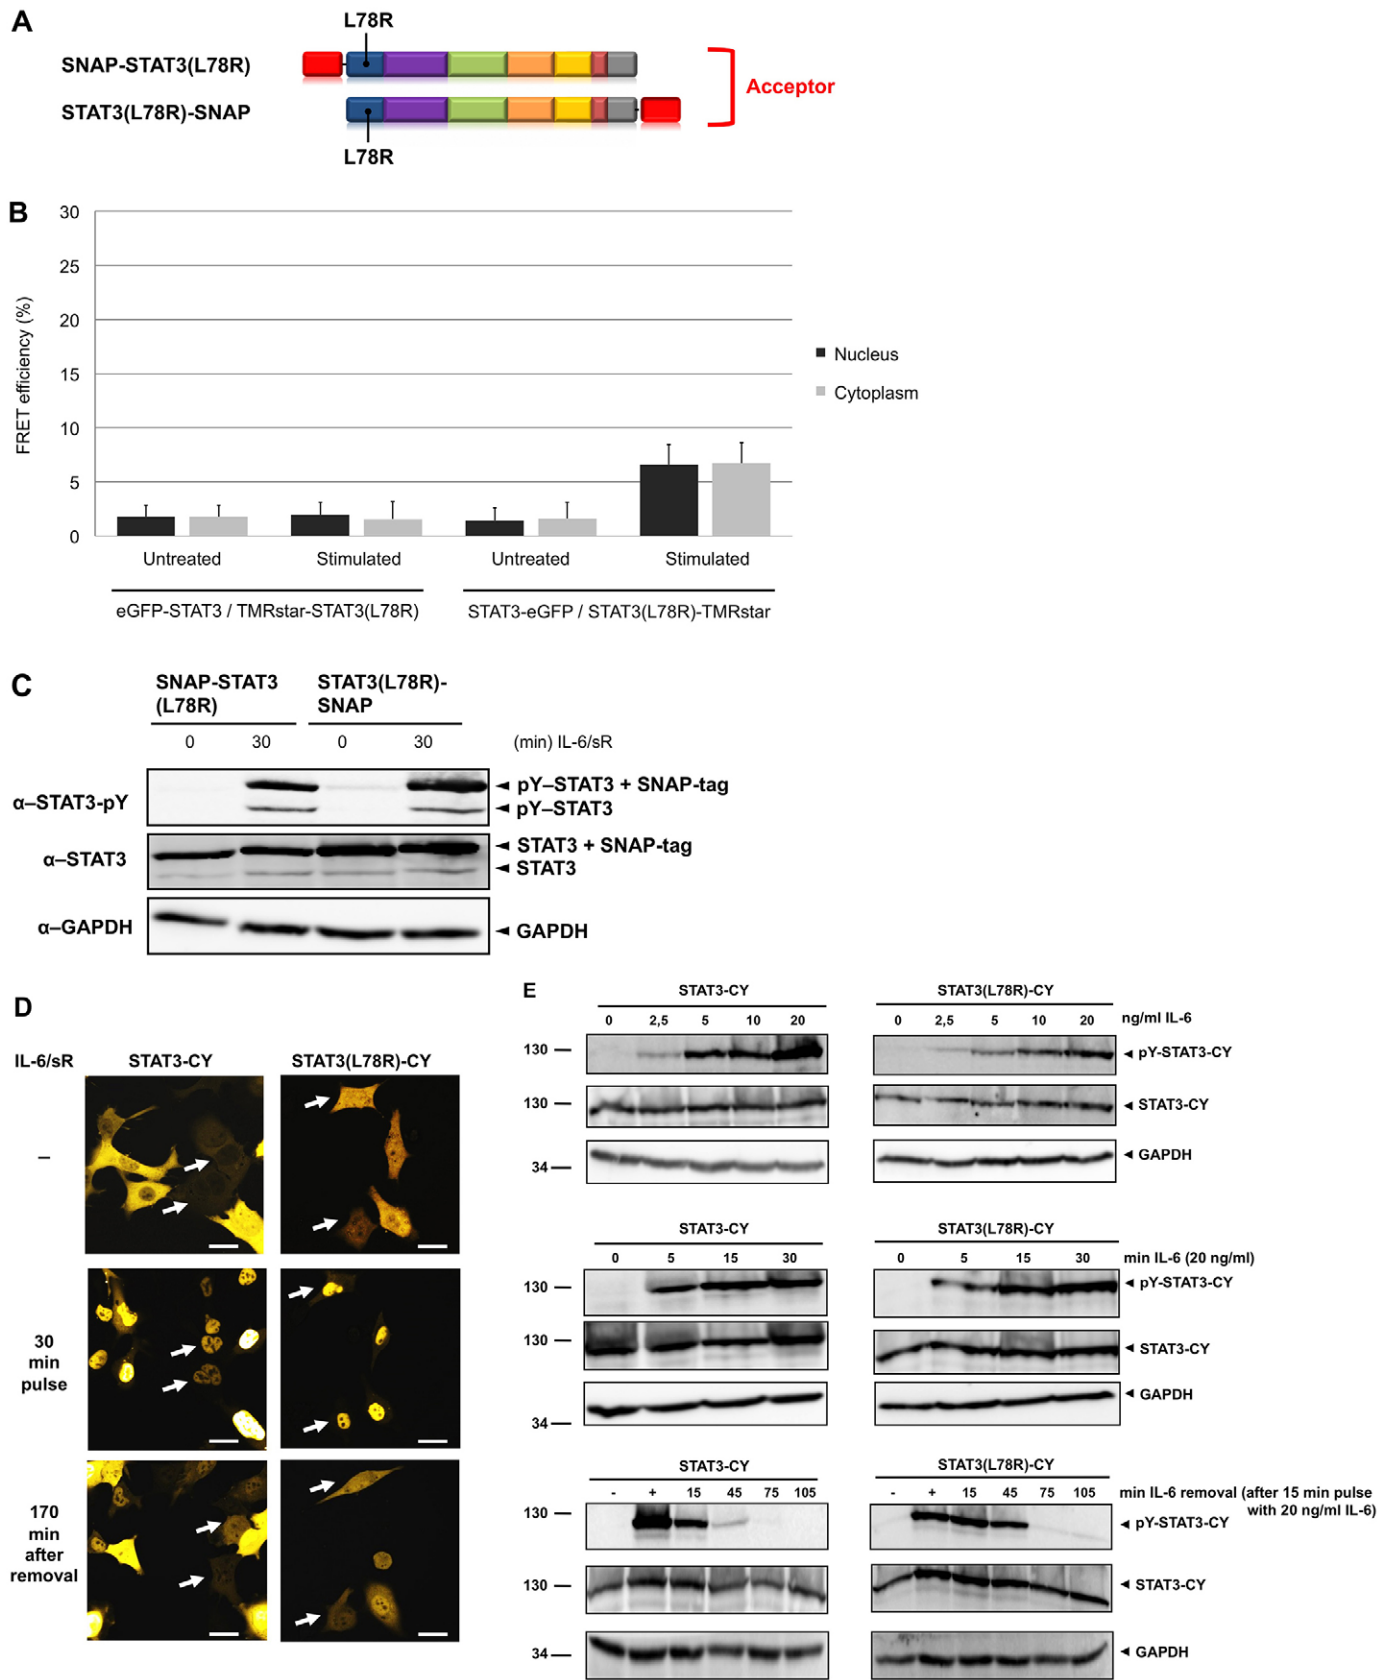 A
L78R
SNAP-STAT3(L78R)
STAT3(L78R)-SNAP
Acceptor
L78R
B
30
25
20
15
10
5
0
FRET efficiency (%)
Nucleus
Cytoplasm
Untreated
Stimulated
Untreated
Stimulated
eGFP-STAT3 / TMRstar-STAT3(L78R)
STAT3-eGFP / STAT3(L78R)-TMRstar
C
SNAP-STAT3
(L78R)
STAT3(L78R)-
SNAP
0 30 0 30 (min) IL-6/sR
α–STAT3-pY
pY–STAT3 + SNAP-tag
pY–STAT3
α–STAT3
STAT3 + SNAP-tag
STAT3
α–GAPDH
GAPDH
D
IL-6/sR STAT3-CY STAT3(L78R)-CY
–
30
min
pulse
170
min
after
removal
E
STAT3-CY STAT3(L78R)-CY
0 2,5 5 10 20 0 2,5 5 10 20 ng/ml IL-6
130
pY-STAT3-CY
130
STAT3-CY
34
GAPDH
STAT3-CY STAT3(L78R)-CY
0 5 15 30 0 5 15 30 min IL-6 (20 ng/ml)
130
pY-STAT3-CY
130
STAT3-CY
34
GAPDH
STAT3-CY STAT3(L78R)-CY
- + 15 45 75 105 - + 15 45 75 105 min IL-6 removal (after 15 min pulse
with 20 ng/ml IL-6)
130
pY-STAT3-CY
130
STAT3-CY
34
GAPDH